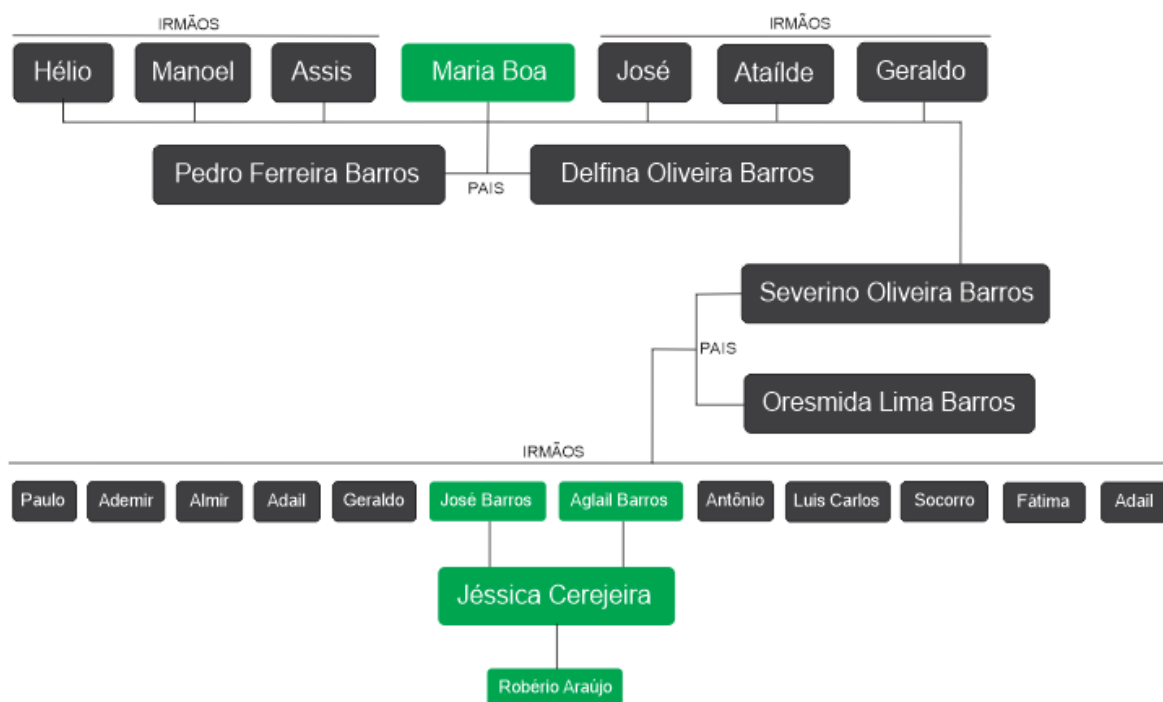 IRMÃOS
IRMÃOS
Hélio
Manoel
Assis
Maria Boa
José
Ataílde
Geraldo
Pedro Ferreira Barros
PAIS
Delfina Oliveira Barros
Severino Oliveira Barros
PAIS
Oresmida Lima Barros
IRMÃOS
Paulo
Ademir
Almir
Adail
Geraldo
José Barros
Aglail Barros
Antônio
Luis Carlos
Socorro
Fátima
Adail
Jéssica Cerejeira
Robério Araújo